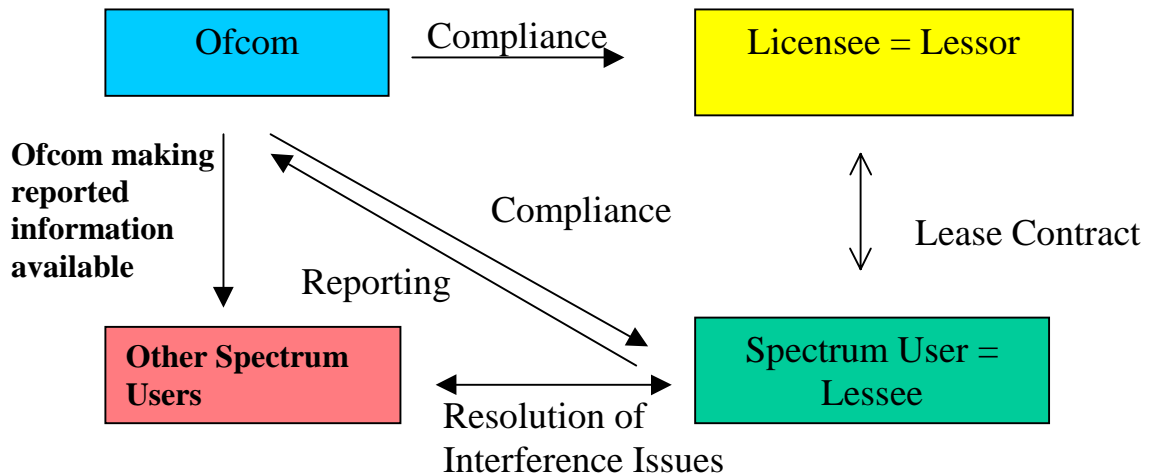 Ofcom
Compliance
Licensee = Lessor
Ofcom making
reported
information
available
Compliance
Lease Contract
Reporting
Other Spectrum
Users
Spectrum User =
Lessee
Resolution of
Interference Issues